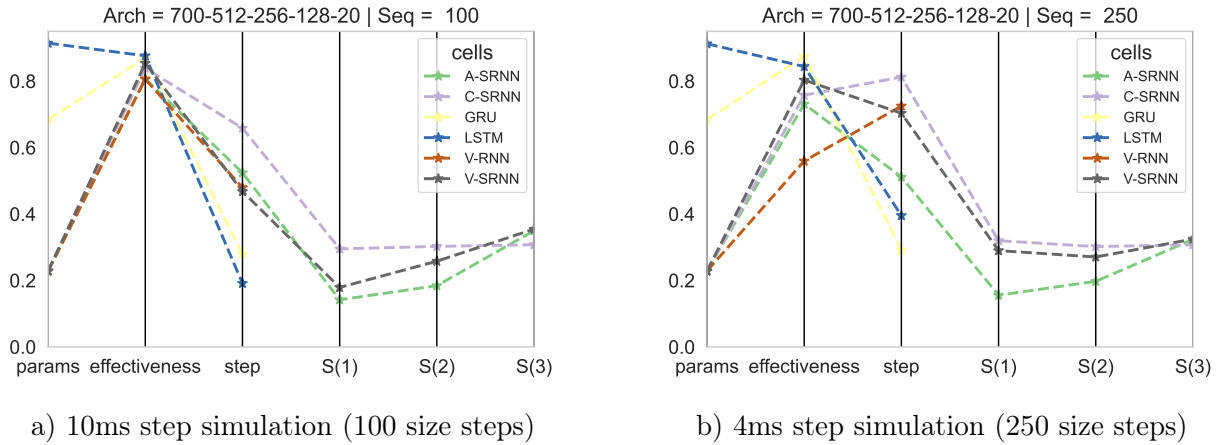 Arch = 700-512-256-128-20 | Seq =  100
0.8
0.6
0.4
0.2
0.0
cells
A-SRNN
C-SRNN
GRU
LSTM
V-RNN
V-SRNN
params effectiveness step S(1) S(2) S(3)
a) 10ms step simulation (100 size steps)
Arch = 700-512-256-128-20 | Seq =  250
0.8
0.6
0.4
0.2
0.0
cells
A-SRNN
C-SRNN
GRU
LSTM
V-RNN
V-SRNN
params effectiveness step S(1) S(2) S(3)
b) 4ms step simulation (250 size steps)